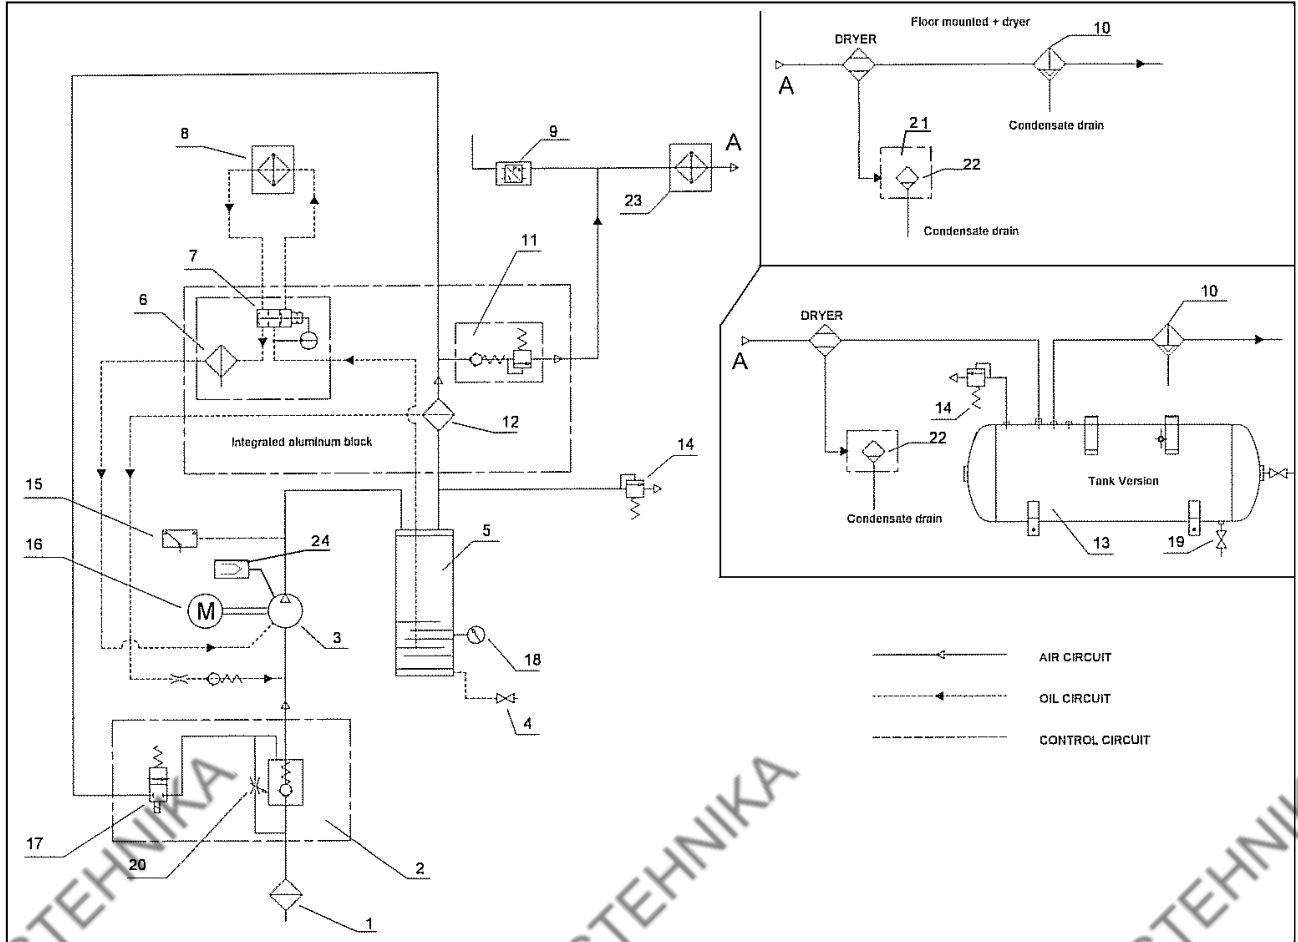 Floor mounted + dryer
DRYER
10
A
Condensate drain
21
22
Condensate drain
8
9
A
23
7
11
6
12
Integrated aluminum block
14
15
16
24
5
M
3
18
4
17
20
2
1
DRYER
10
A
14
22
Tank Version
Condensate drain
13
19
AIR CIRCUIT
OIL CIRCUIT
CONTROL CIRCUIT
STEHNIKA
STEHNIKA